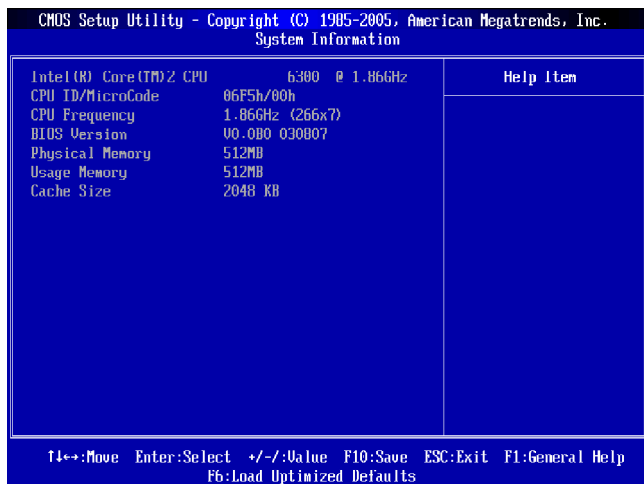 CMOS Setup Utility - Copyright (C) 1985-2005, American Megatrends, Inc.
System Information
Intel(R) Core(TM)2 CPU 6300 @ 1.86GHz
Help Item
CPU ID/MicroCode 06F5h/00h
CPU Frequency 1.86GHz (266x7)
BIOS Version V0.0B0 030807
Physical Memory 512MB
Usage Memory 512MB
Cache Size 2048 KB
↑↓←→:Move Enter:Select +/-/:Value F10:Save ESC:Exit F1:General Help
F6:Load Optimized Defaults